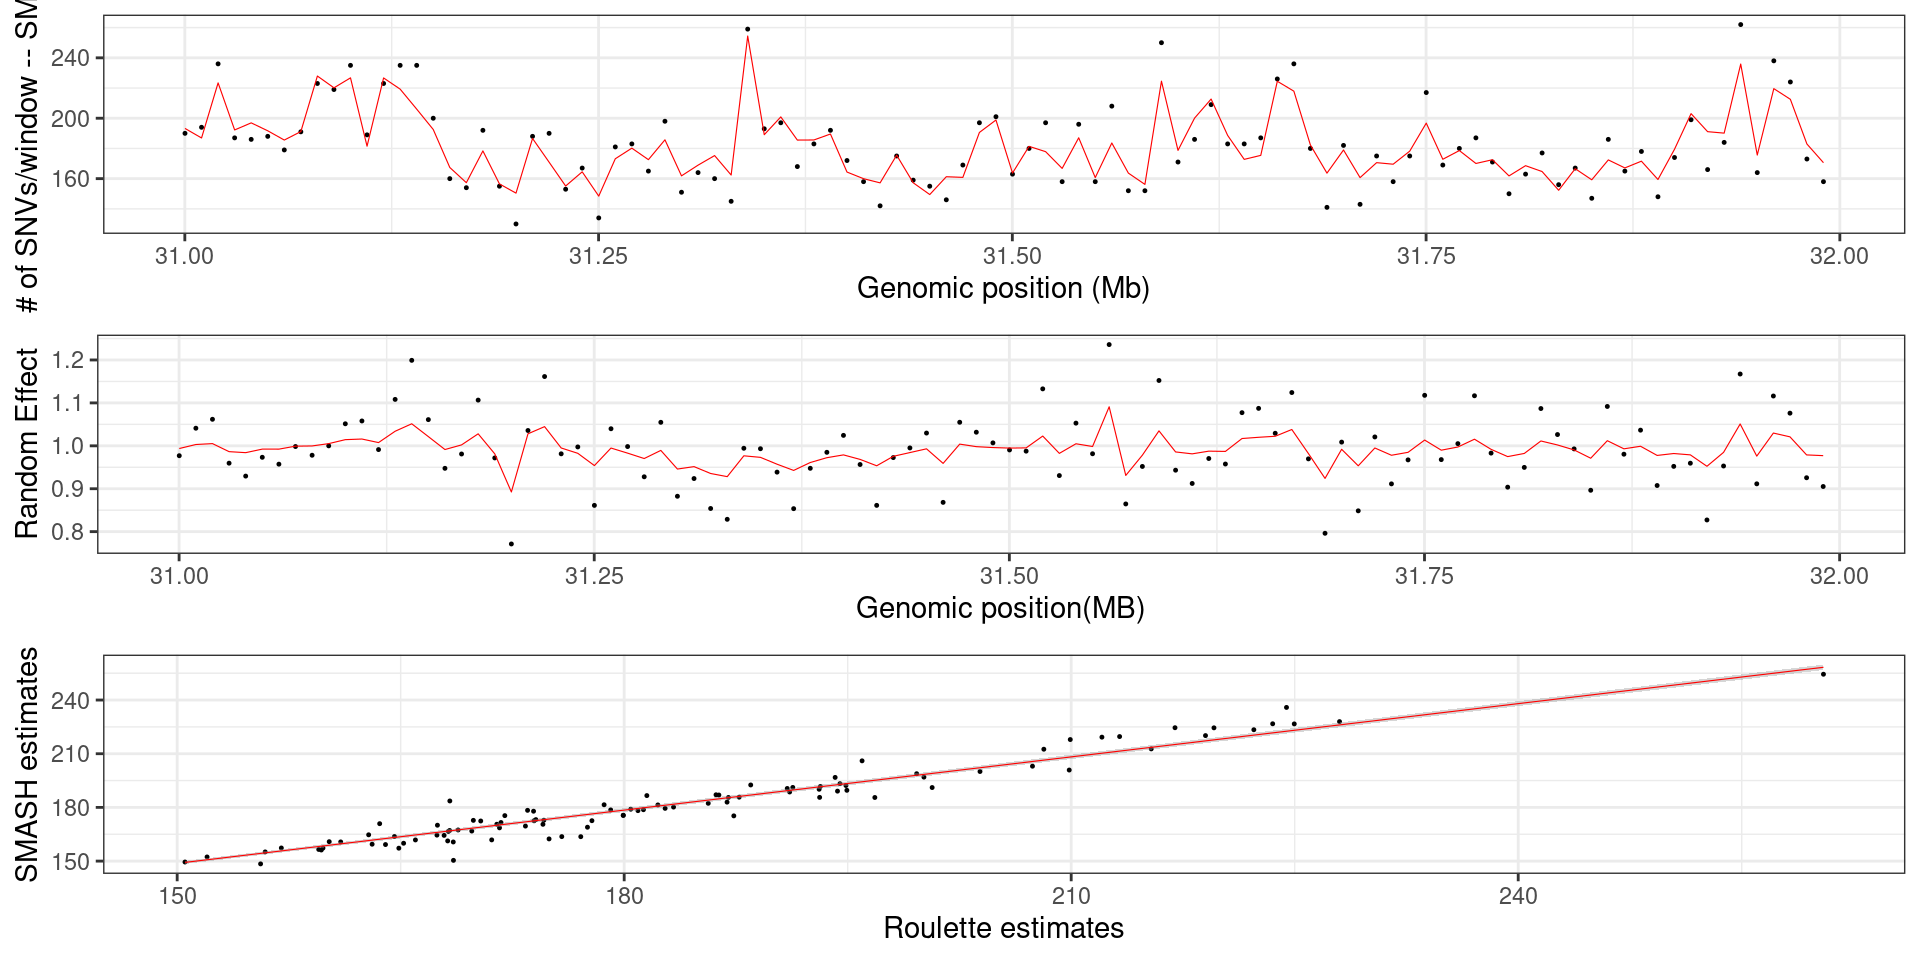 # of SNVs/window -- SM
240
200
160
31.00 31.25 31.50 31.75 32.00
Genomic position (Mb)
Random Effect
1.2
1.1
1.0
0.9
0.8
31.00 31.25 31.50 31.75 32.00
Genomic position(MB)
SMASH estimates
240
210
180
150
150 180 210 240
Roulette estimates